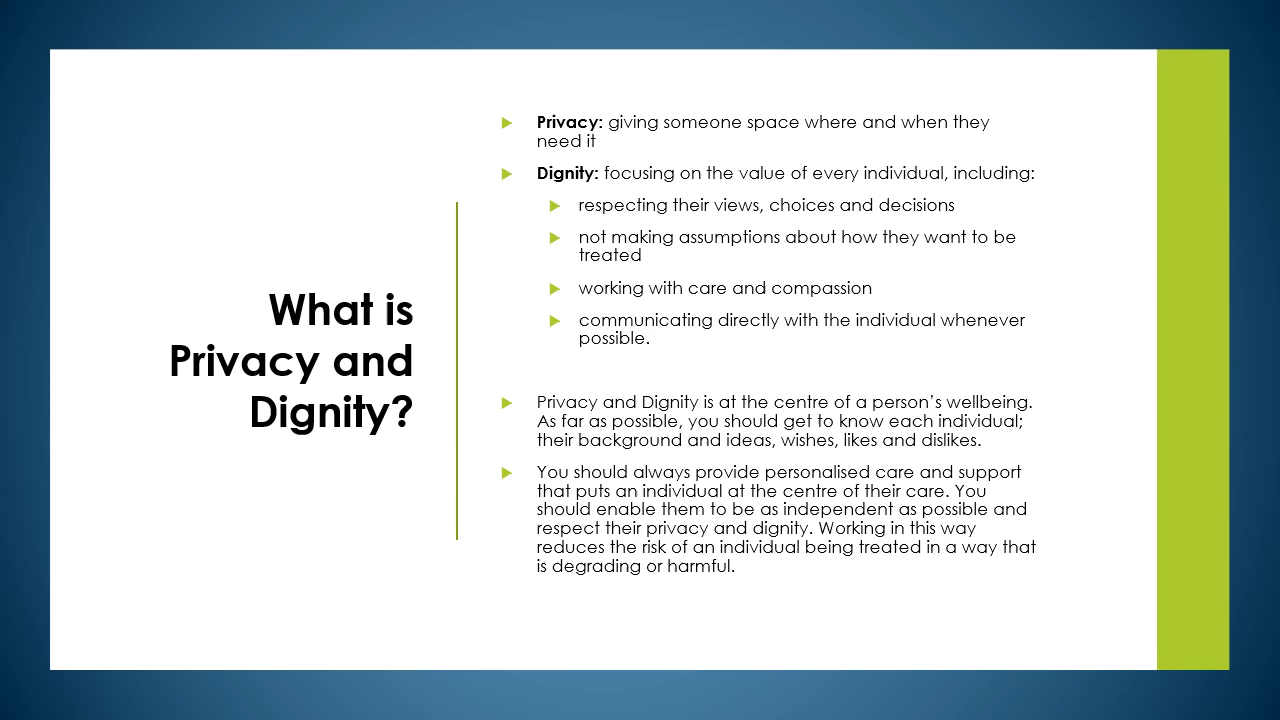 What is
Privacy and
Dignity?
Privacy: giving someone space where and when they
need it
Dignity: focusing on the value of every individual, including:
respecting their views, choices and decisions
not making assumptions about how they want to be
treated
working with care and compassion
communicating directly with the individual whenever
possible.
Privacy and Dignity is at the centre of a person’s wellbeing.
As far as possible, you should get to know each individual;
their background and ideas, wishes, likes and dislikes.
You should always provide personalised care and support
that puts an individual at the centre of their care. You
should enable them to be as independent as possible and
respect their privacy and dignity. Working in this way
reduces the risk of an individual being treated in a way that
is degrading or harmful.